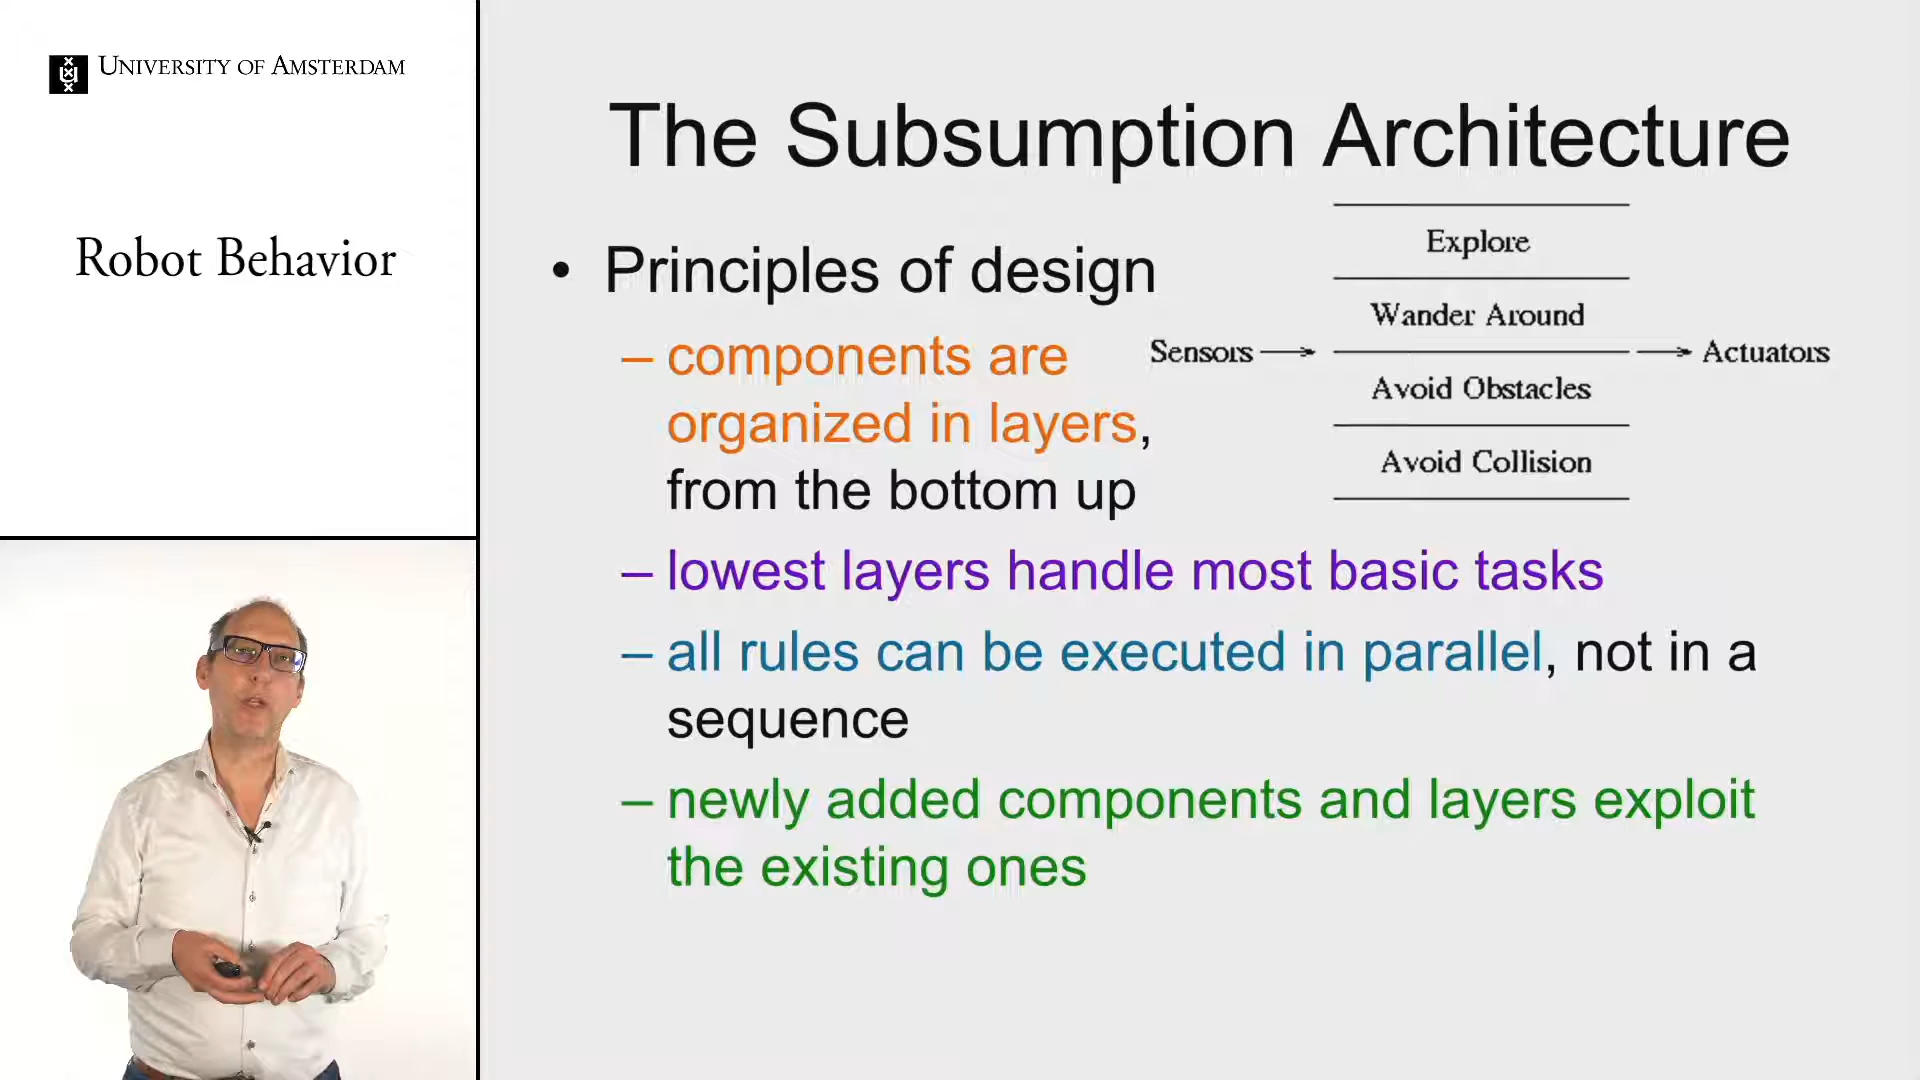 UNIVERSITY OF AMSTERDAM
Robot Behavior
The Subsumption Architecture
• Principles of design
– components are
organized in layers,
from the bottom up
– lowest layers handle most basic tasks
– all rules can be executed in parallel, not in a
sequence
– newly added components and layers exploit
the existing ones
Explore
Wander Around
Sensors
Actuators
Avoid Obstacles
Avoid Collision